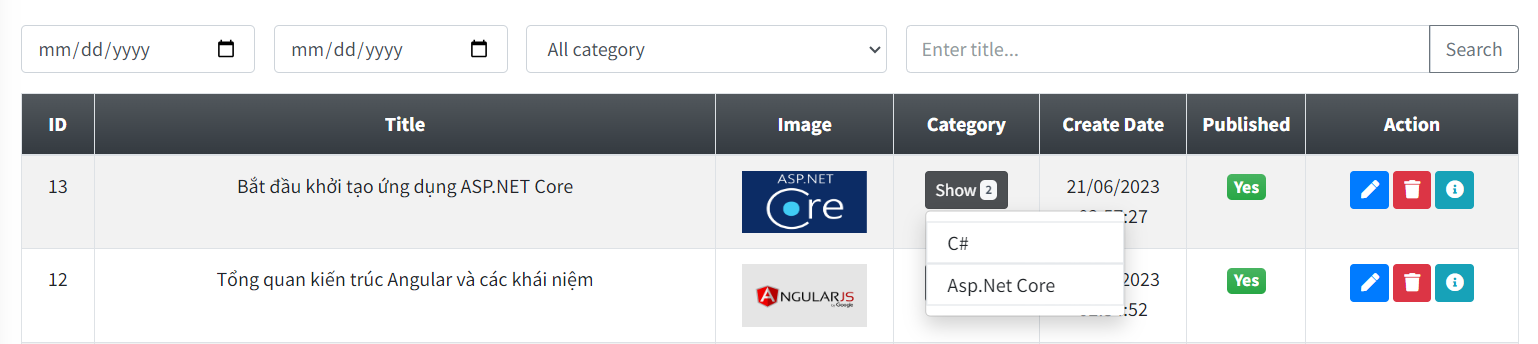 mm/dd/yyyy
mm/dd/yyyy
All category
Enter title...
Search
ID
Title
Image
Category
Create Date
Published
Action
13
Bắt đầu khởi tạo ứng dụng ASP.NET Core
ASP.NET
Core
Show 2
21/06/2023
Yes
C#
Asp.Net Core
12
Tổng quan kiến trúc Angular và các khái niệm
ANGULARJS
by Google
Yes